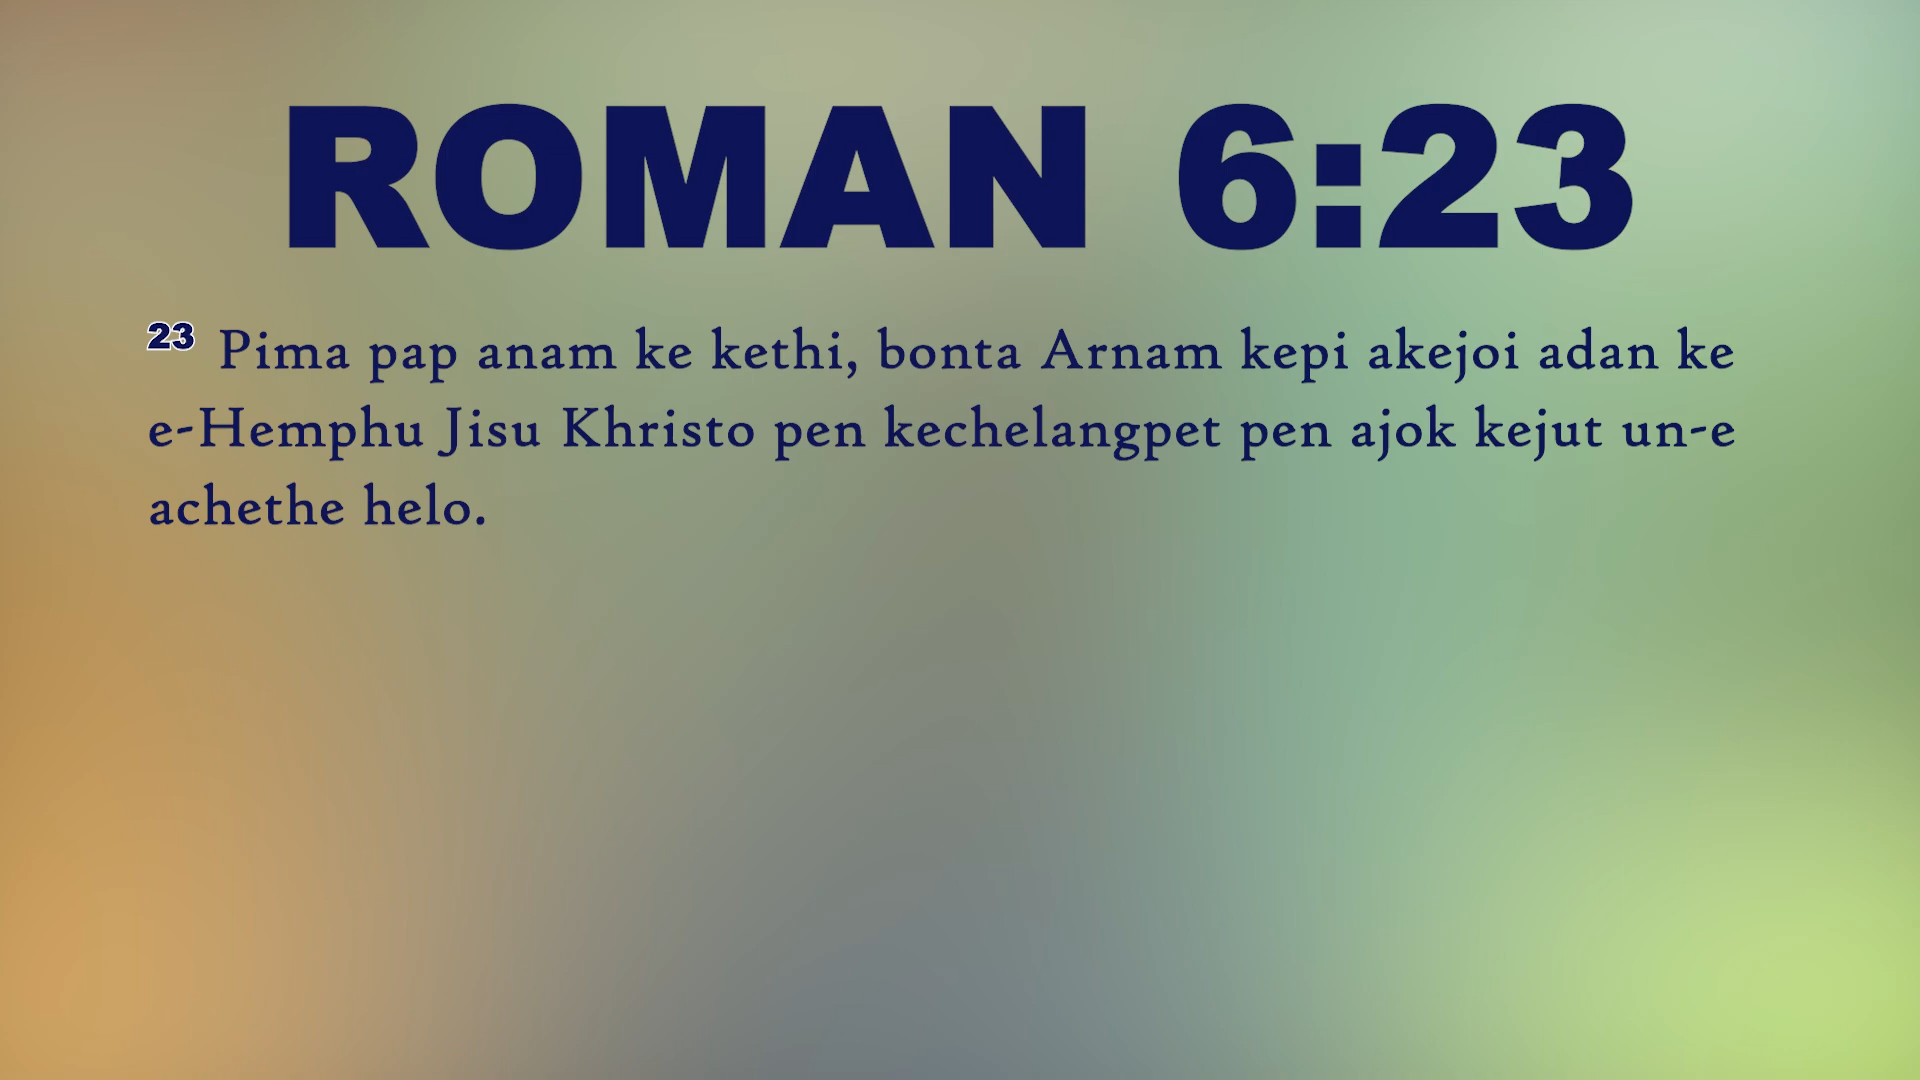 ROMAN 6:23
23 Pima pap anam ke kethi, bonta Arnam kepi akejoi adan ke
e-Hemphu Jisu Khristo pen kechelangpet pen ajok kejut un-e
achethe helo.